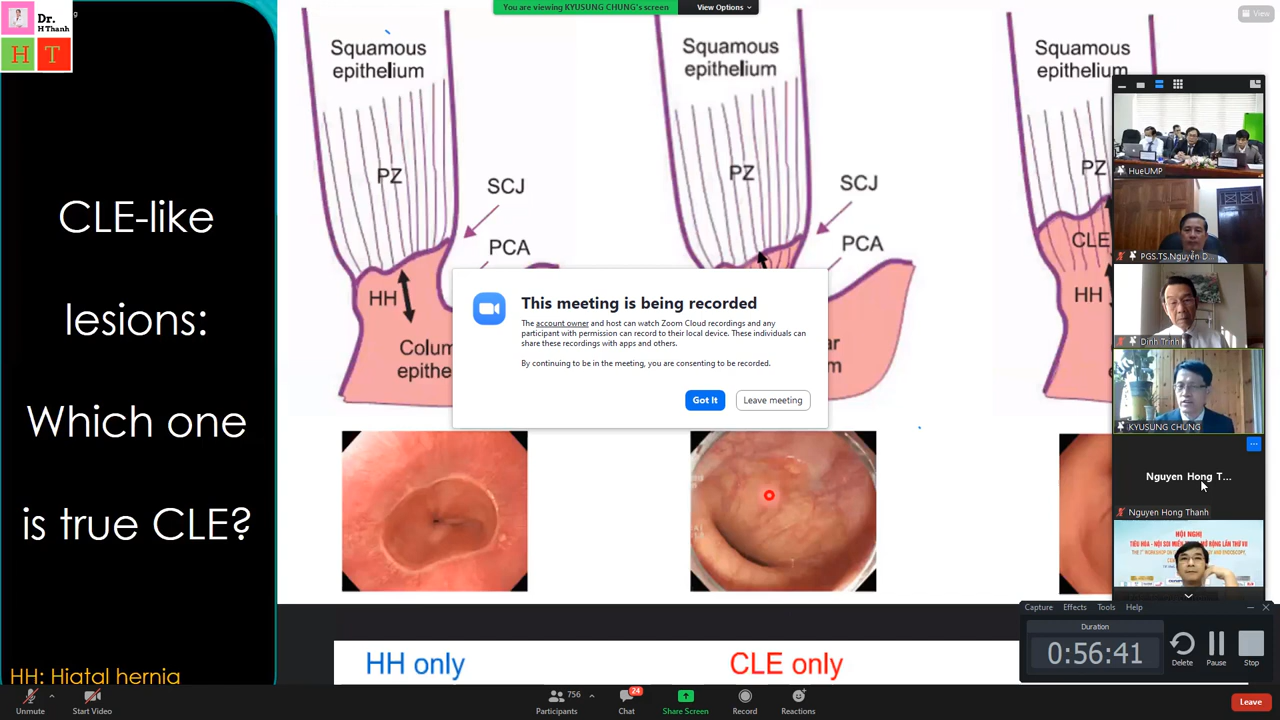 Dr.
H Thanh
H T
You are viewing KYUSUNG CHUNG's screen
View Options
View
CLE-like
lesions:
Which one
is true CLE?
HH: Hiatal hernia
Squamous
epithelium
PZ
SCJ
PCA
HH
Colum
epithe
Squamous
epithelium
PZ
SCJ
PCA
Squamous
epithelium
PZ
CLE
HH
This meeting is being recorded
The account owner and host can watch Zoom Cloud recordings and any
participant with permission can record to their local device. These individuals can
share these recordings with apps and others.
By continuing to be in the meeting, you are consenting to be recorded.
Got It
Leave meeting
HH only
CLE only
HueUMP
PGS.TS.Nguyễn D...
Dinh Trinh
KYUSUNG CHUNG
Nguyen Hong T...
Nguyen Hong Thanh
HỘI NGHỊ
Capture Effects Tools Help
Duration
0:56:41
Delete
Pause
Stop
Unmute
Start Video
756
Participants
24
Chat
Share Screen
Record
Reactions
Leave